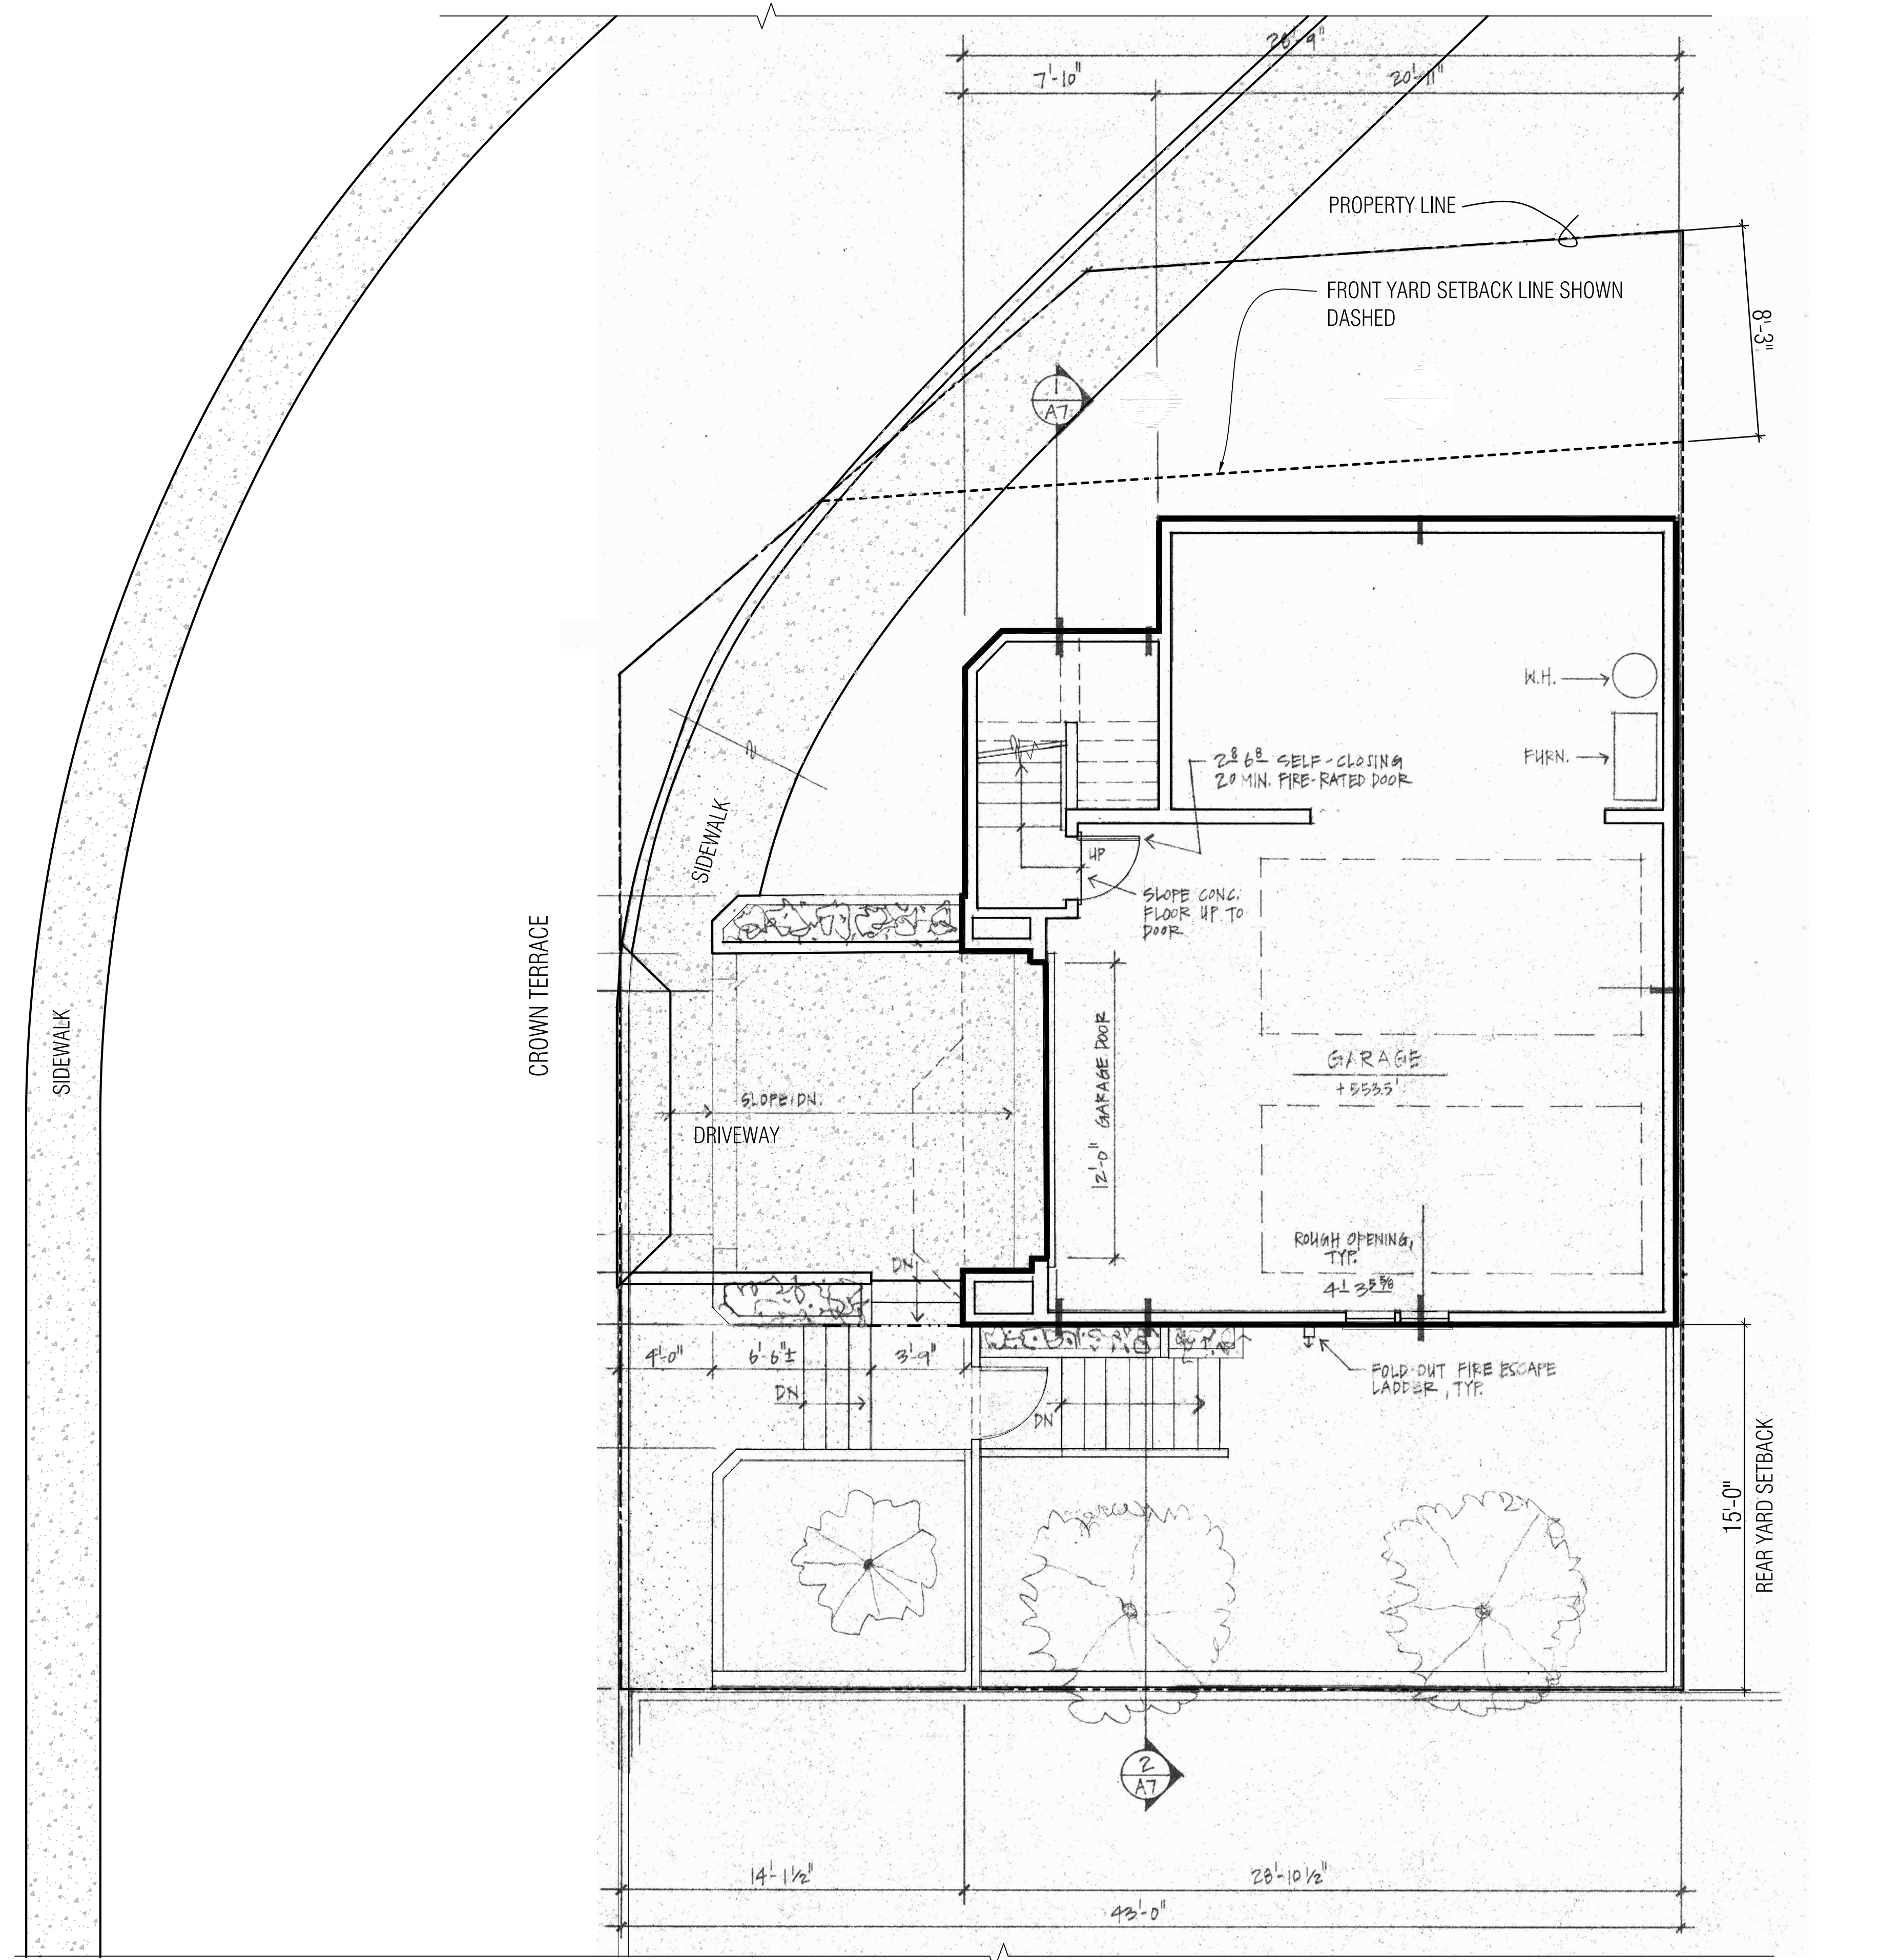 28'-9"
7'-10"
20'-11"
PROPERTY LINE
FRONT YARD SETBACK LINE SHOWN
DASHED
8'-3"
1
A7
W.H.
FURN.
2⁸ 6⁸ SELF-CLOSING
20 MIN. FIRE-RATED DOOR
SIDEWALK
UP
SLOPE CONC.
FLOOR UP TO
DOOR
CROWN TERRACE
SIDEWALK
12'-0" GARAGE DOOR
GARAGE
+553.5'
SLOPE DN.
DRIVEWAY
ROUGH OPENING,
TYP.
DN
4'-0"
6'-6"±
3'-9"
FOLD-OUT FIRE ESCAPE
LADDER, TYP.
DN
DN
15'-0"
REAR YARD SETBACK
2
A7
14'-1½"
28'-10½"
43'-0"